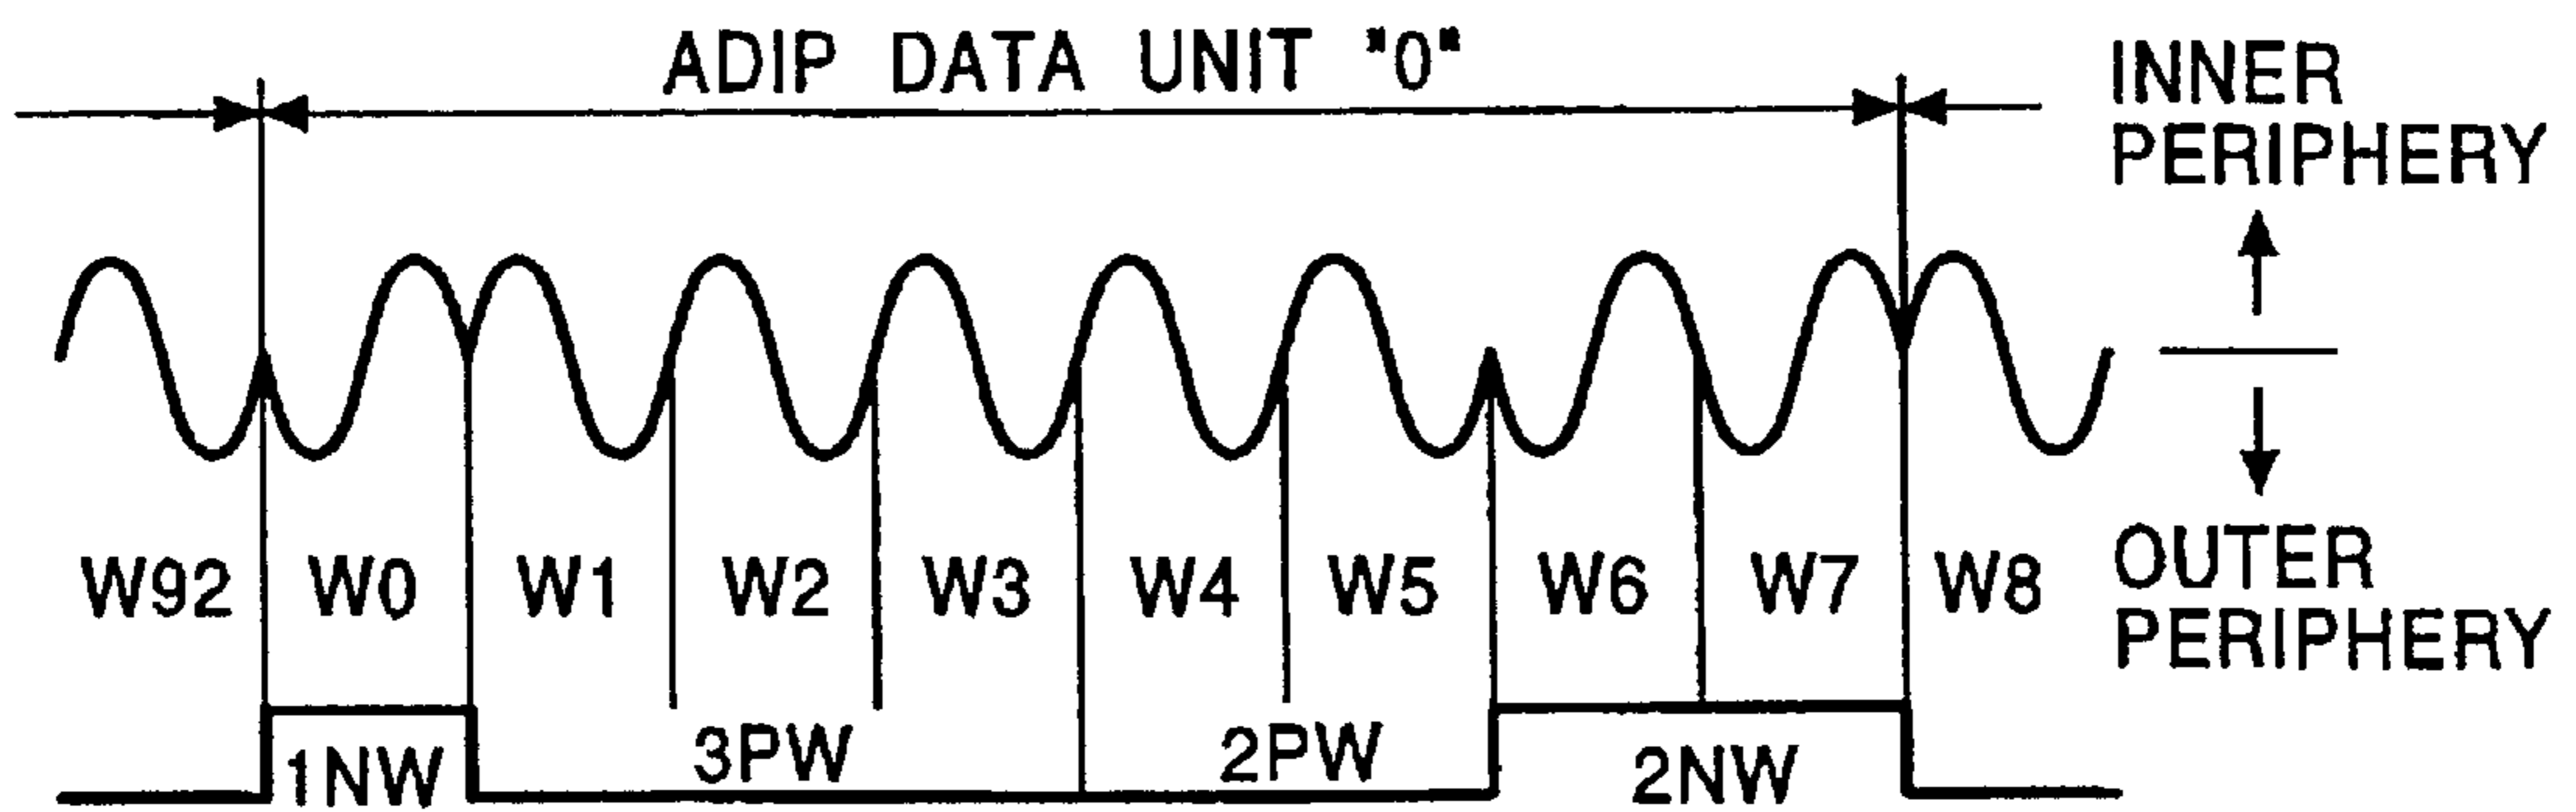 ADIP DATA UNIT "0"
INNER
PERIPHERY
W92 W0 W1 W2 W3 W4 W5 W6 W7 W8
OUTER
PERIPHERY
1NW 3PW 2PW 2NW